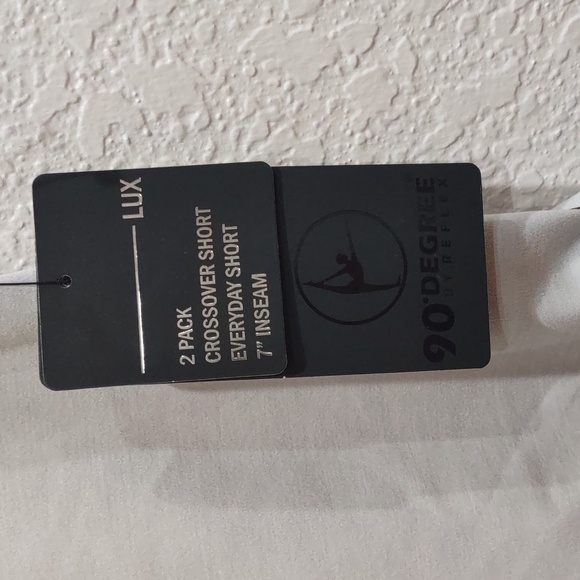 LUX
2 PACK
CROSSOVER SHORT
EVERYDAY SHORT
7" INSEAM
90°DEGREE
BY REFLEX